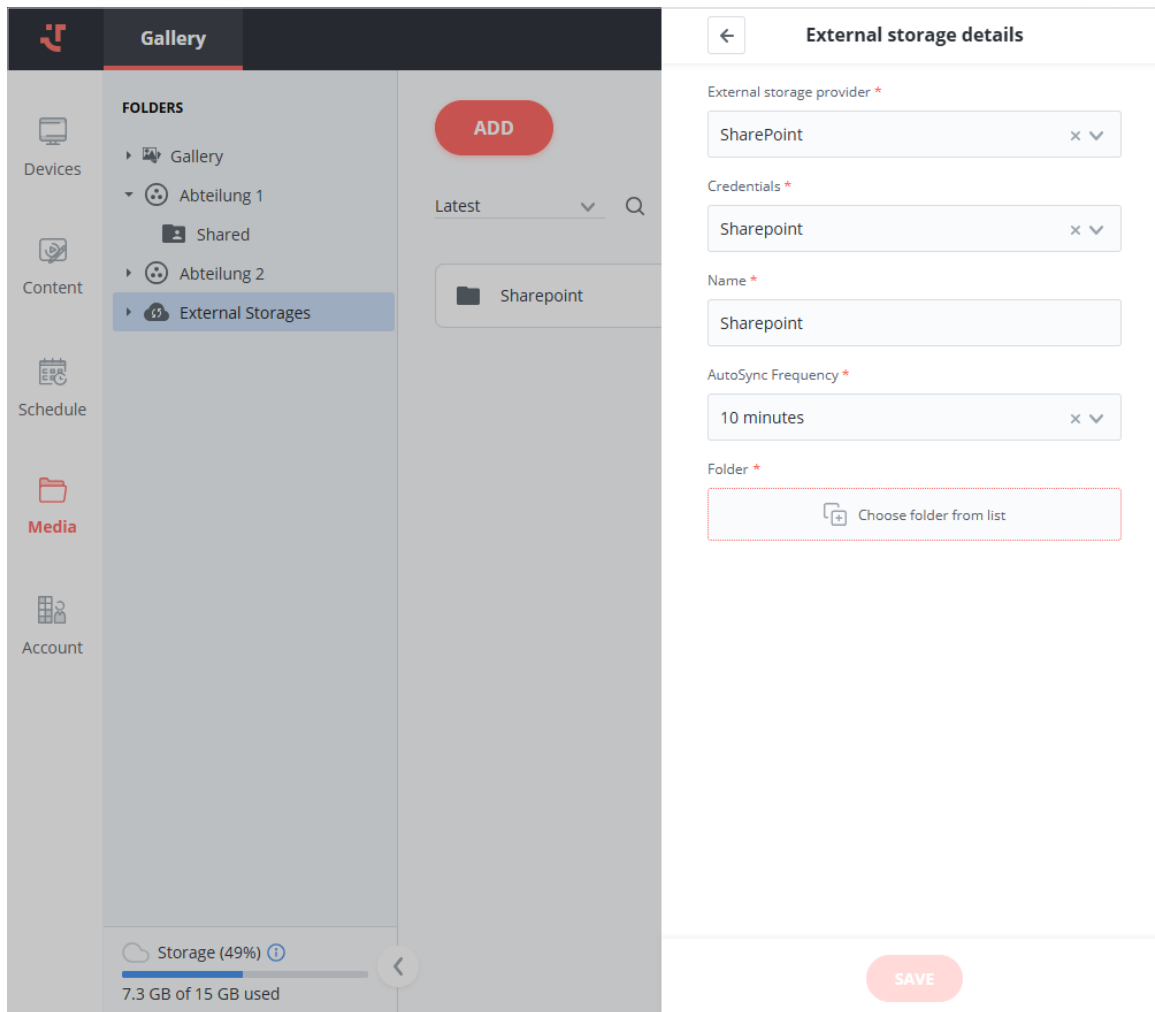 Gallery
External storage details
Devices
Content
Schedule
Media
Account
FOLDERS
Gallery
Abteilung 1
Shared
Abteilung 2
External Storages
Storage (49%)
7.3 GB of 15 GB used
ADD
Latest
Sharepoint
External storage provider *
SharePoint
Credentials *
Sharepoint
Name *
Sharepoint
AutoSync Frequency *
10 minutes
Folder *
Choose folder from list
SAVE